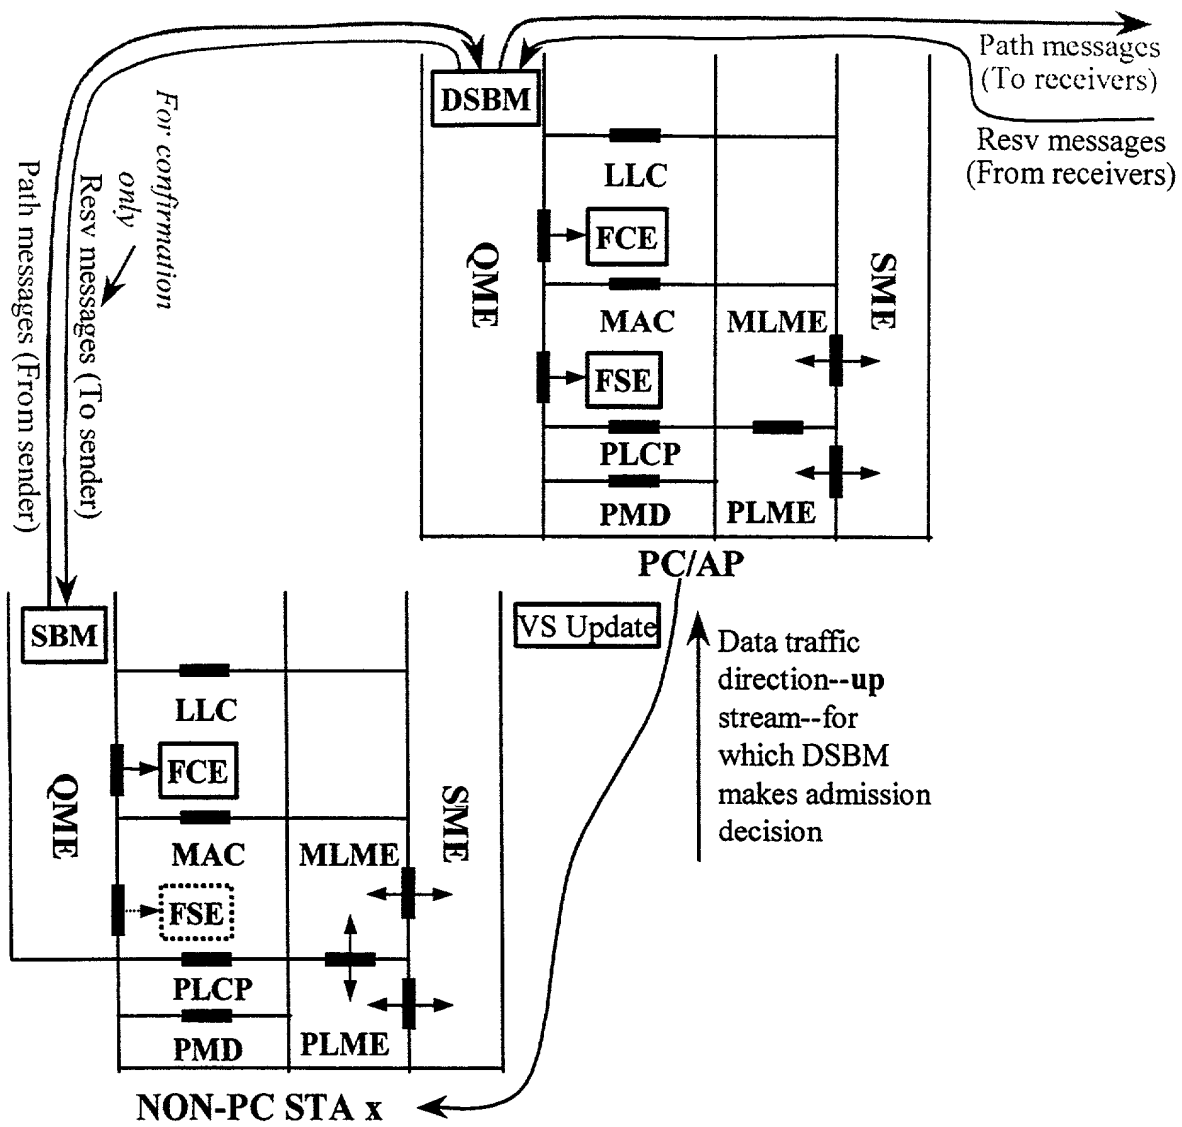 Path messages
(To receivers)
Resv messages
(From receivers)
DSBM
For confirmation
only
Resv messages (To sender)
Path messages (From sender)
LLC
FCE
QME
SME
MAC
MLME
FSE
PLCP
PMD
PLME
PC/AP
VS Update
SBM
Data traffic
direction--up
stream--for
which DSBM
makes admission
decision
LLC
FCE
QME
SME
MAC
MLME
FSE
PLCP
PMD
PLME
NON-PC STA x